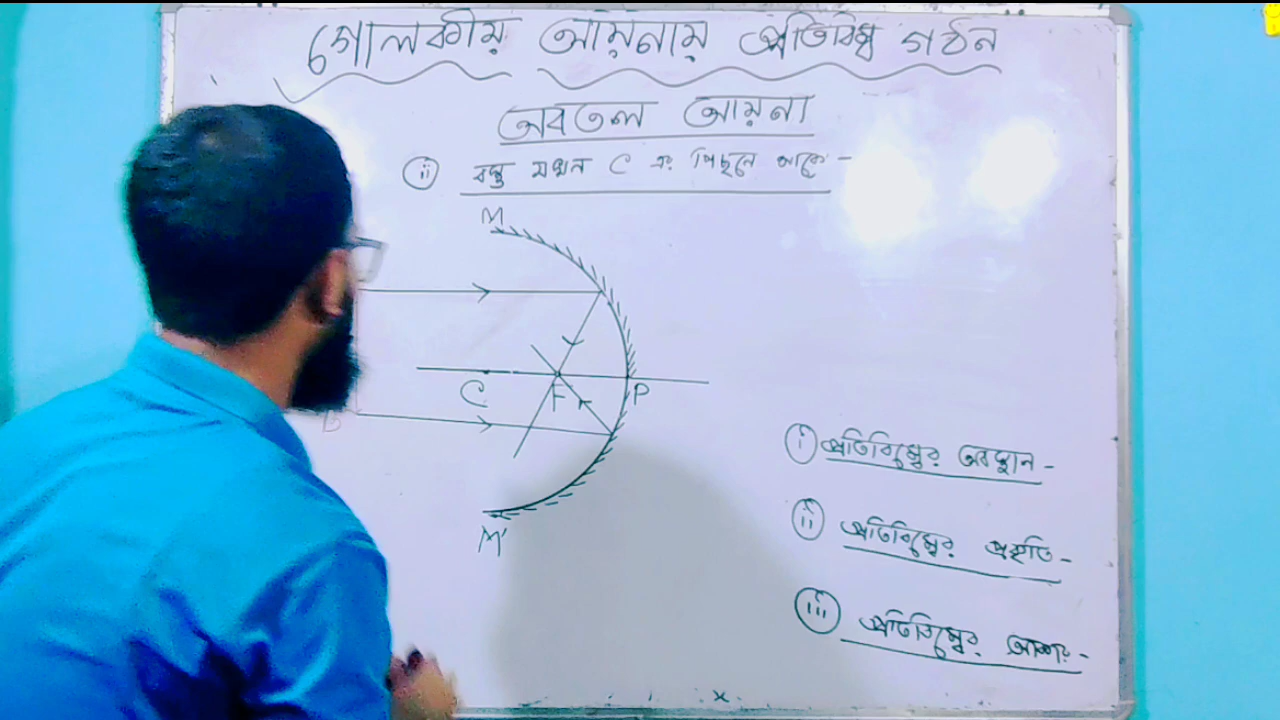 গোলকীয় আয়নায় প্রতিবিম্ব গঠন
অবতল আয়না
ii বস্তু যখন C এর পিছনে থাকে -
M
C F P
B
M'
i প্রতিবিম্বের অবস্থান -
ii প্রতিবিম্বের প্রকৃতি -
iii প্রতিবিম্বের আকার -